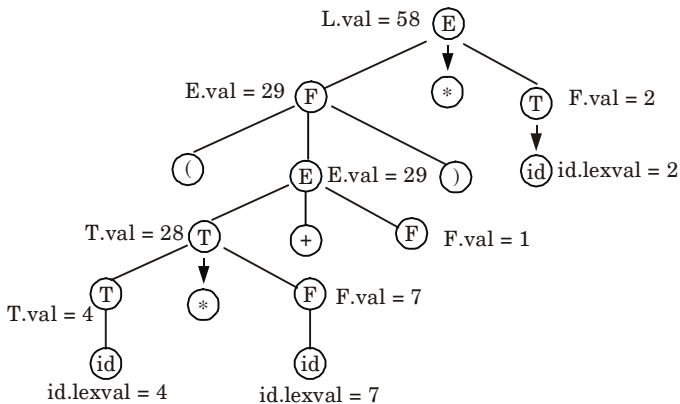 L.val = 58 E
E.val = 29 F * T F.val = 2
( E E.val = 29 ) id id.lexval = 2
T.val = 28 T + F F.val = 1
T.val = 4 T * F F.val = 7
id id
id.lexval = 4 id.lexval = 7